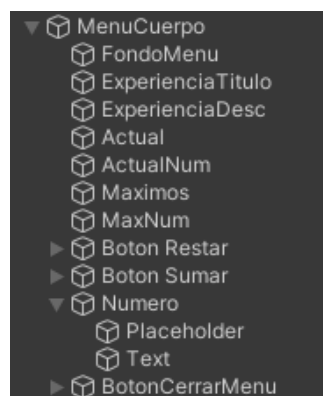 MenuCuerpo
FondoMenu
ExperienciaTitulo
ExperienciaDesc
Actual
ActualNum
Maximos
MaxNum
Boton Restar
Boton Sumar
Numero
Placeholder
Text
BotonCerrarMenu